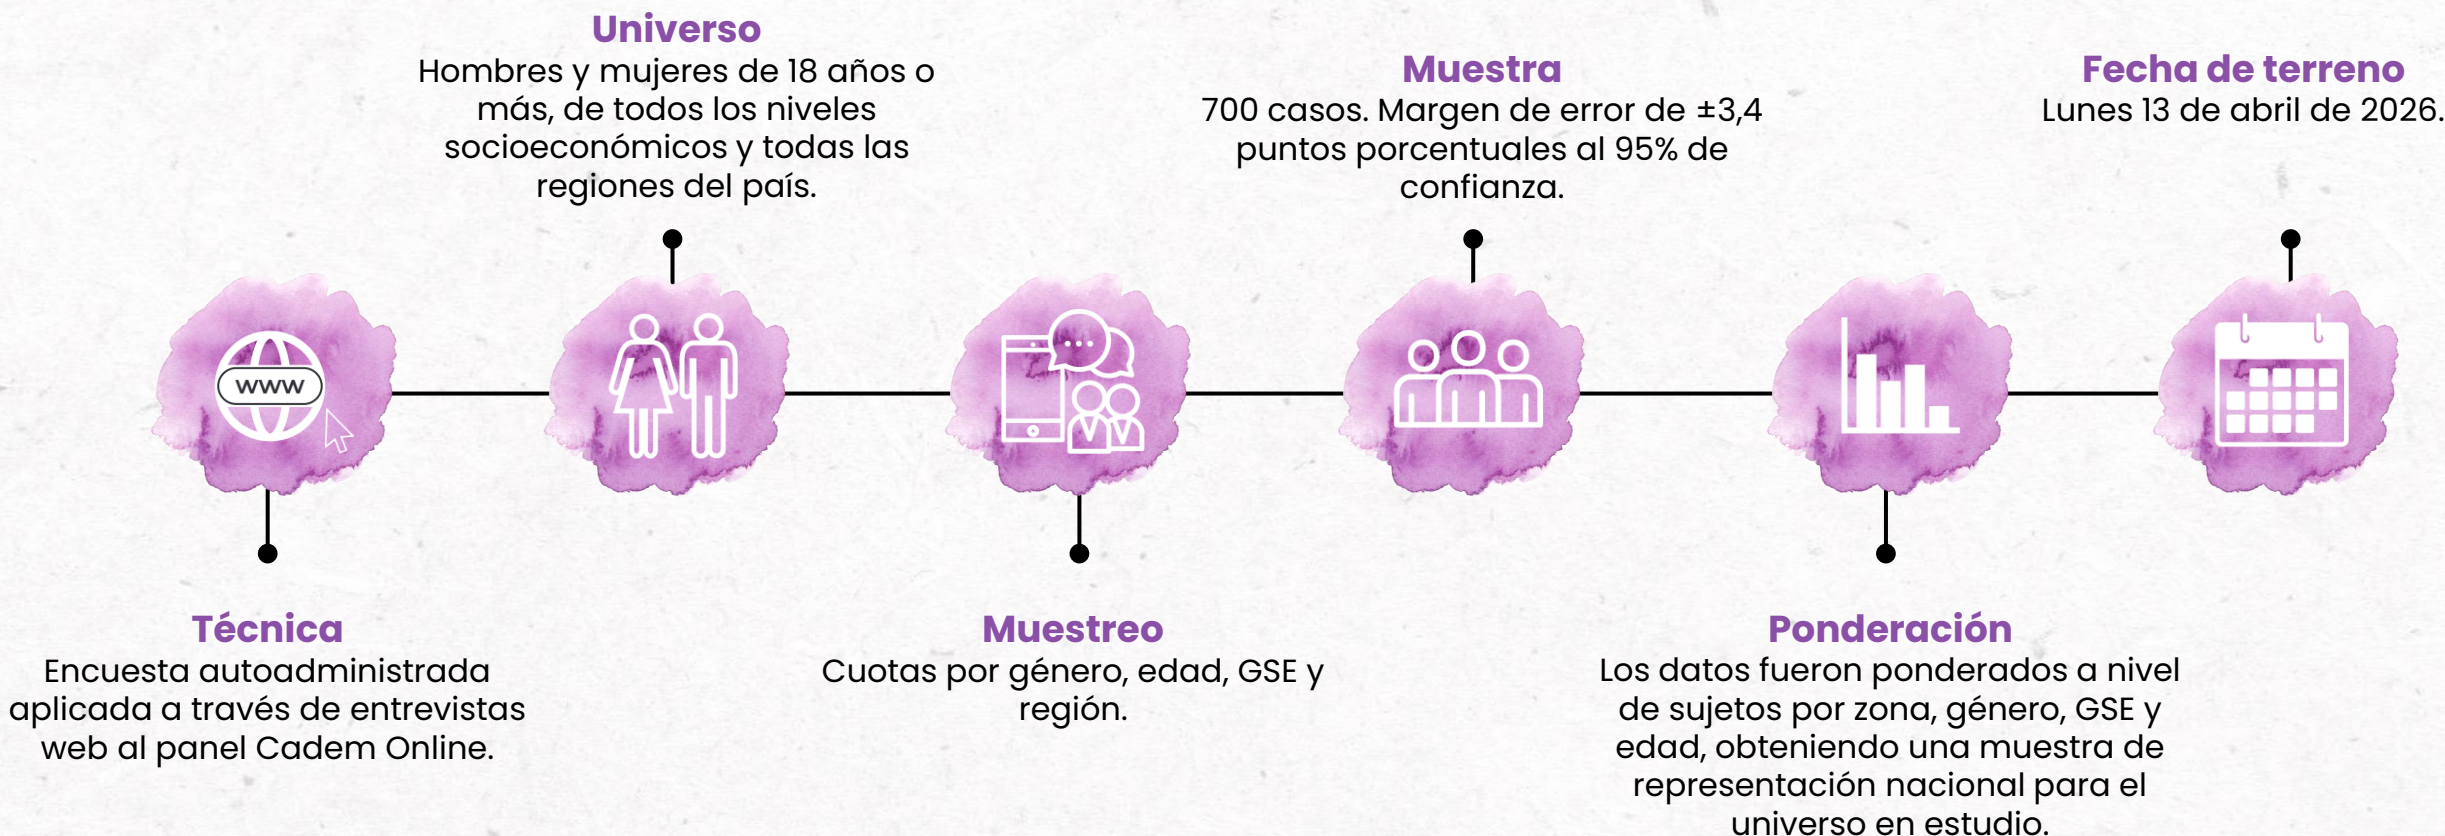 Universo
Hombres y mujeres de 18 años o
más, de todos los niveles
socioeconómicos y todas las
regiones del país.
Muestra
700 casos. Margen de error de ±3,4
puntos porcentuales al 95% de
confianza.
Fecha de terreno
Lunes 13 de abril de 2026.
www
Técnica
Encuesta autoadministrada
aplicada a través de entrevistas
web al panel Cadem Online.
Muestreo
Cuotas por género, edad, GSE y
región.
Ponderación
Los datos fueron ponderados a nivel
de sujetos por zona, género, GSE y
edad, obteniendo una muestra de
representación nacional para el
universo en estudio.